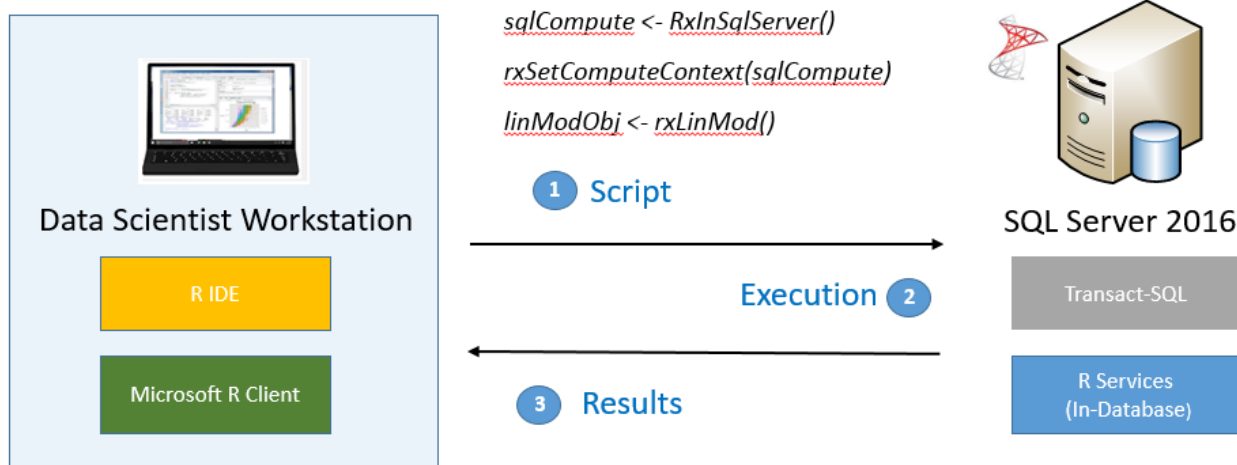 sqlCompute <- RxInSqlServer()
rxSetComputeContext(sqlCompute)
linModObj <- rxLinMod()
1 Script
Data Scientist Workstation
SQL Server 2016
R IDE
Execution 2
Transact-SQL
Microsoft R Client
3 Results
R Services
(In-Database)